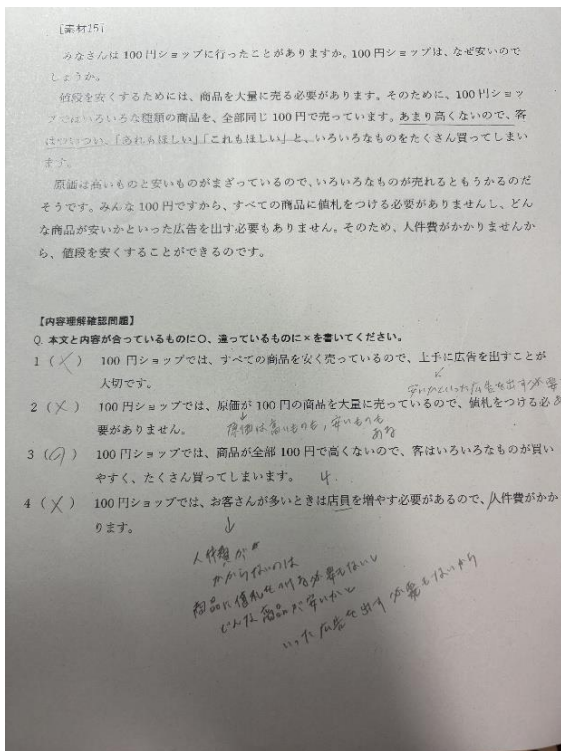 [素材15]
みなさんは100円ショップに行ったことがありますか。100円ショップは、なぜ安いので
しょうか。
値段を安くするためには、商品を大量に売る必要があります。そのために、100円ショッ
プではいろいろな種類の商品を、全部同じ100円で売っています。あまり高くないので、客
はついつい、「あれもほしい」「これもほしい」と、いろいろなものをたくさん買ってしまい
ます。
原価は高いものと安いものがまざっているので、いろいろなものが売れるともうかるのだ
そうです。みんな100円ですから、すべての商品に値札をつける必要がありませんし、どん
な商品が安いかといった広告を出す必要もありません。そのため、人件費がかかりませんか
ら、値段を安くすることができるのです。
【内容理解確認問題】
Q. 本文と内容が合っているものに○、違っているものに×を書いてください。
1 (×) 100円ショップでは、すべての商品を安く売っているので、上手に広告を出すことが
大切です。
安いかといった広告を出す必要
2 (×) 100円ショップでは、原価が100円の商品を大量に売っているので、値札をつける必
要がありません。
原価は高いものも、安いものも
ある
3 (○) 100円ショップでは、商品が全部100円で高くないので、客はいろいろなものが買い
やすく、たくさん買ってしまいます。
4.
4 (×) 100円ショップでは、お客さんが多いときは店員を増やす必要があるので、人件費がかか
ります。
↓
人件費が
かからないのは
商品に値札をつける必要もないし
どんな商品が安いかと
いった広告を出す必要もないから